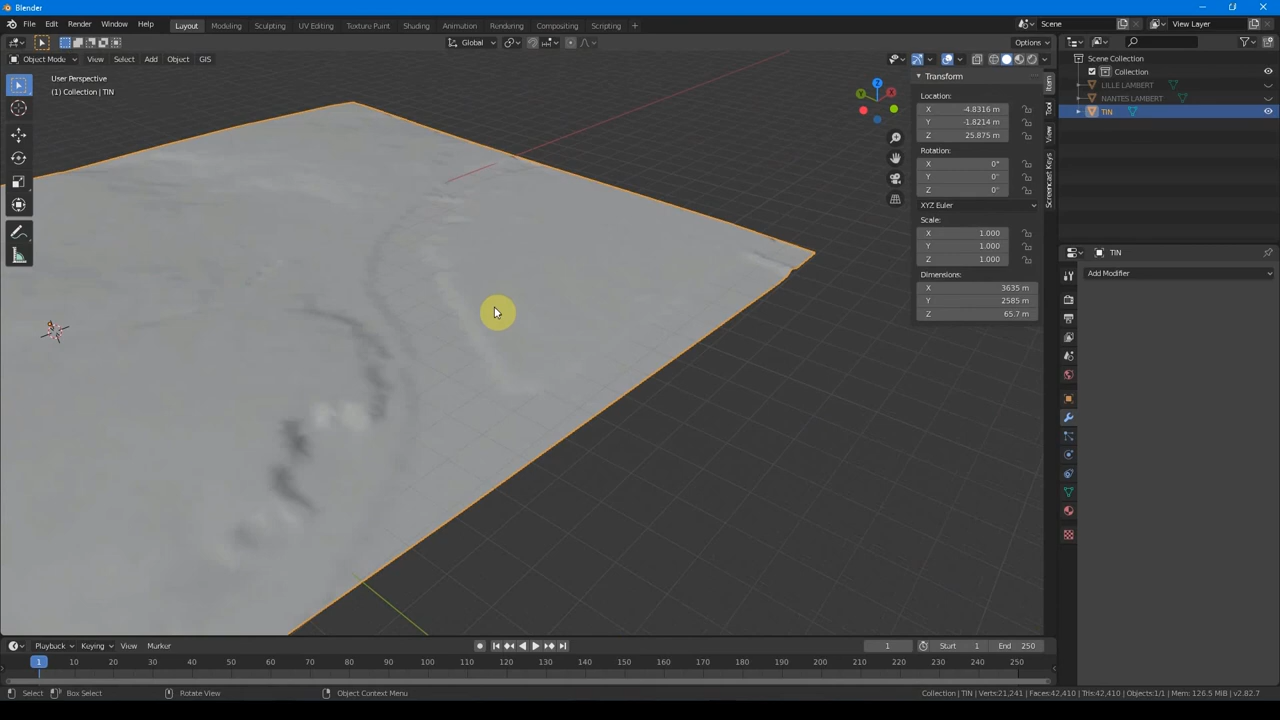 Blender
File Edit Render Window Help Layout Modeling Sculpting UV Editing Texture Paint Shading Animation Rendering Compositing Scripting + Scene View Layer
Global Options
Object Mode View Select Add Object GIS
User Perspective
(1) Collection | TIN
Transform
Location:
X -4.8316 m
Y -1.8214 m
Z 25.875 m
Rotation:
X 0°
Y 0°
Z 0°
XYZ Euler
Scale:
X 1.000
Y 1.000
Z 1.000
Dimensions:
X 3635 m
Y 2585 m
Z 65.7 m
Item
Tool
View
Screencast Keys
Scene Collection
Collection
LILLE LAMBERT
NANTES LAMBERT
TIN
TIN
Add Modifier
Playback Keying View Marker 1 Start 1 End 250
1 10 20 30 40 50 60 70 80 90 100 110 120 130 140 150 160 170 180 190 200 210 220 230 240 250
Select Box Select Rotate View Object Context Menu Collection | TIN | Verts:21,241 | Faces:42,410 | Tris:42,410 | Objects:1/1 | Mem: 126.5 MiB | v2.82.7